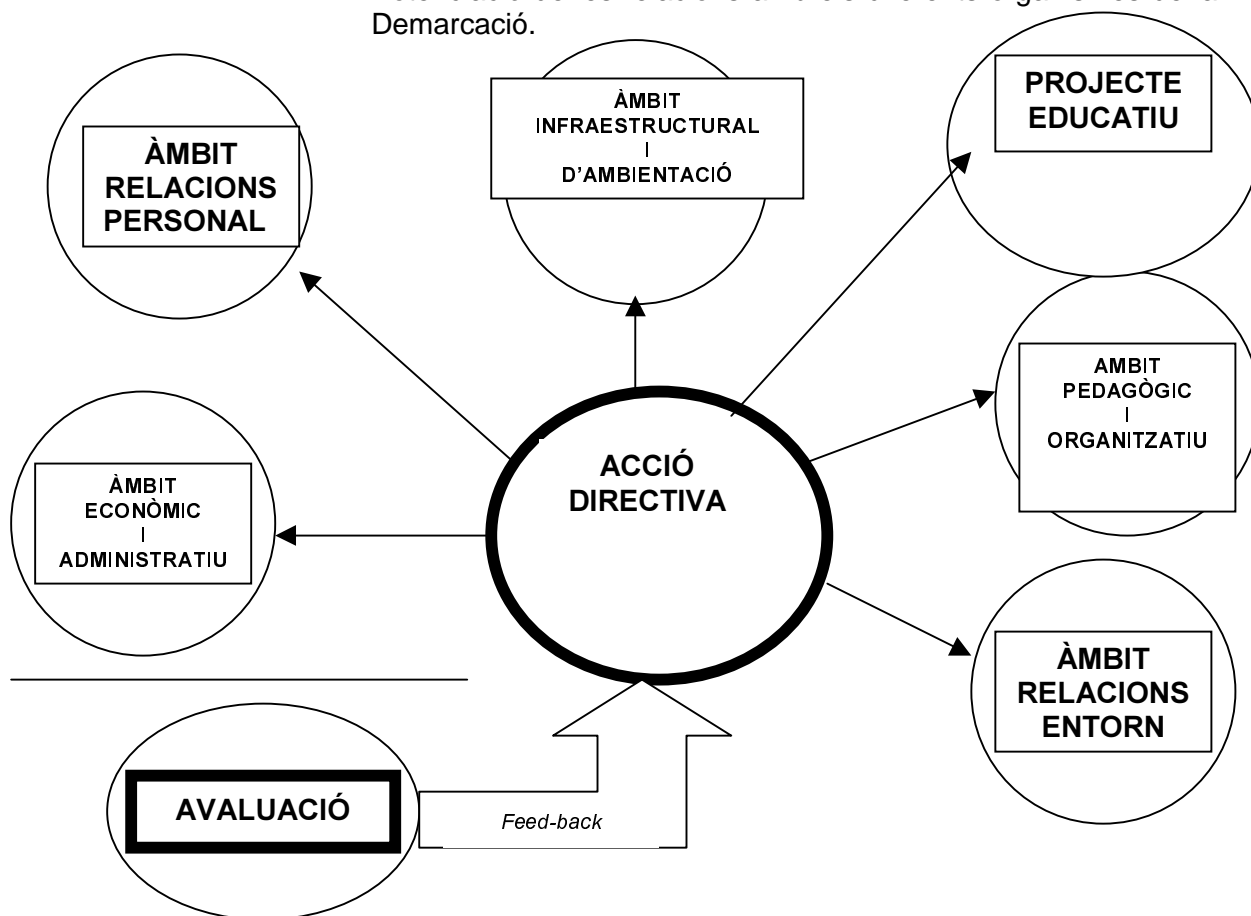 Demarcació.
ÀMBIT
RELACIONS
PERSONAL
ÀMBIT
INFRAESTRUCTURAL
I
D'AMBIENTACIÓ
PROJECTE
EDUCATIU
AMBIT
PEDAGÒGIC
I
ORGANITZATIU
ÀMBIT
ECONÒMIC
I
ADMINISTRATIU
ACCIÓ
DIRECTIVA
ÀMBIT
RELACIONS
ENTORN
AVALUACIÓ
Feed-back